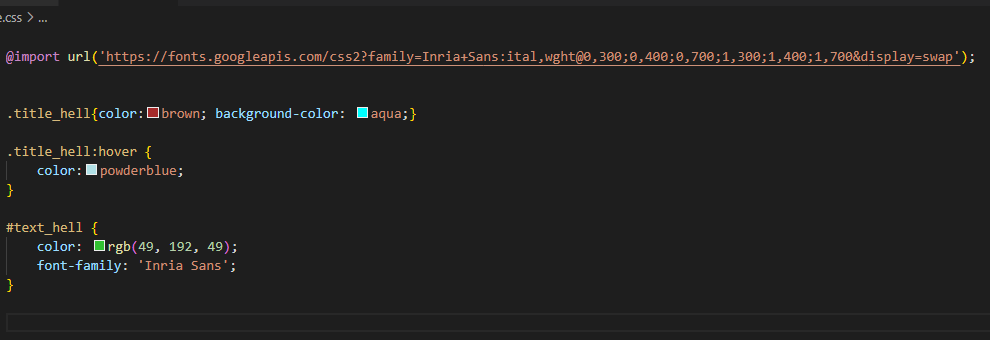 e.css > ...
@import url('https://fonts.googleapis.com/css2?family=Inria+Sans:ital,wght@0,300;0,400;0,700;1,300;1,400;1,700&display=swap');
.title_hell{color:brown; background-color: aqua;}
.title_hell:hover {
color:powderblue;
}
#text_hell {
color: rgb(49, 192, 49);
font-family: 'Inria Sans';
}